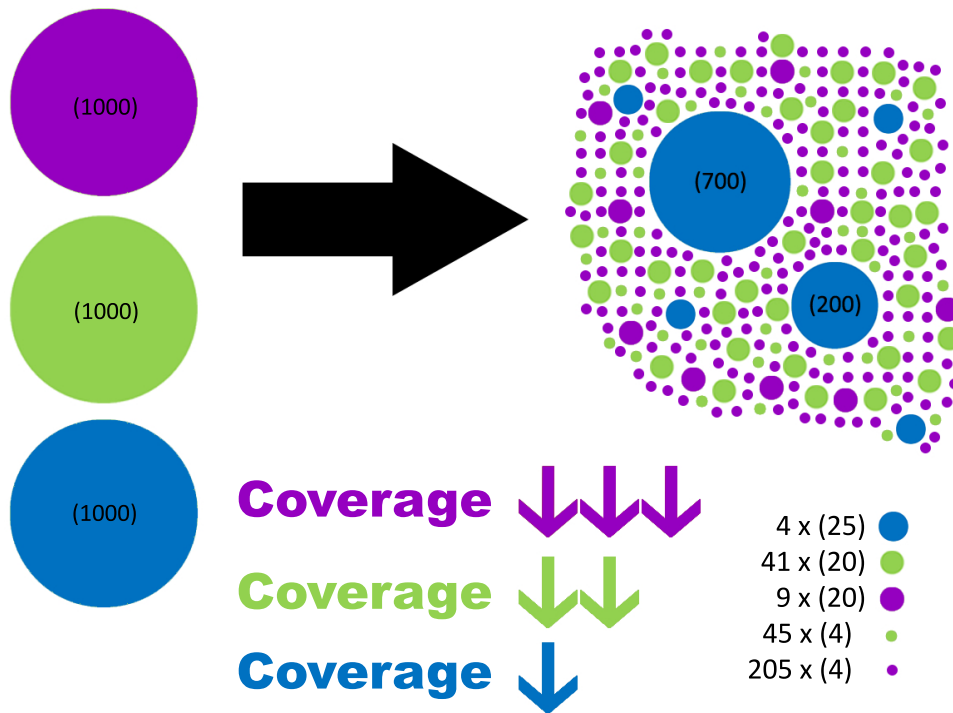 (1000)
(1000)
(1000)
(700)
(200)
Coverage
Coverage
Coverage
4 x (25)
41 x (20)
9 x (20)
45 x (4)
205 x (4)